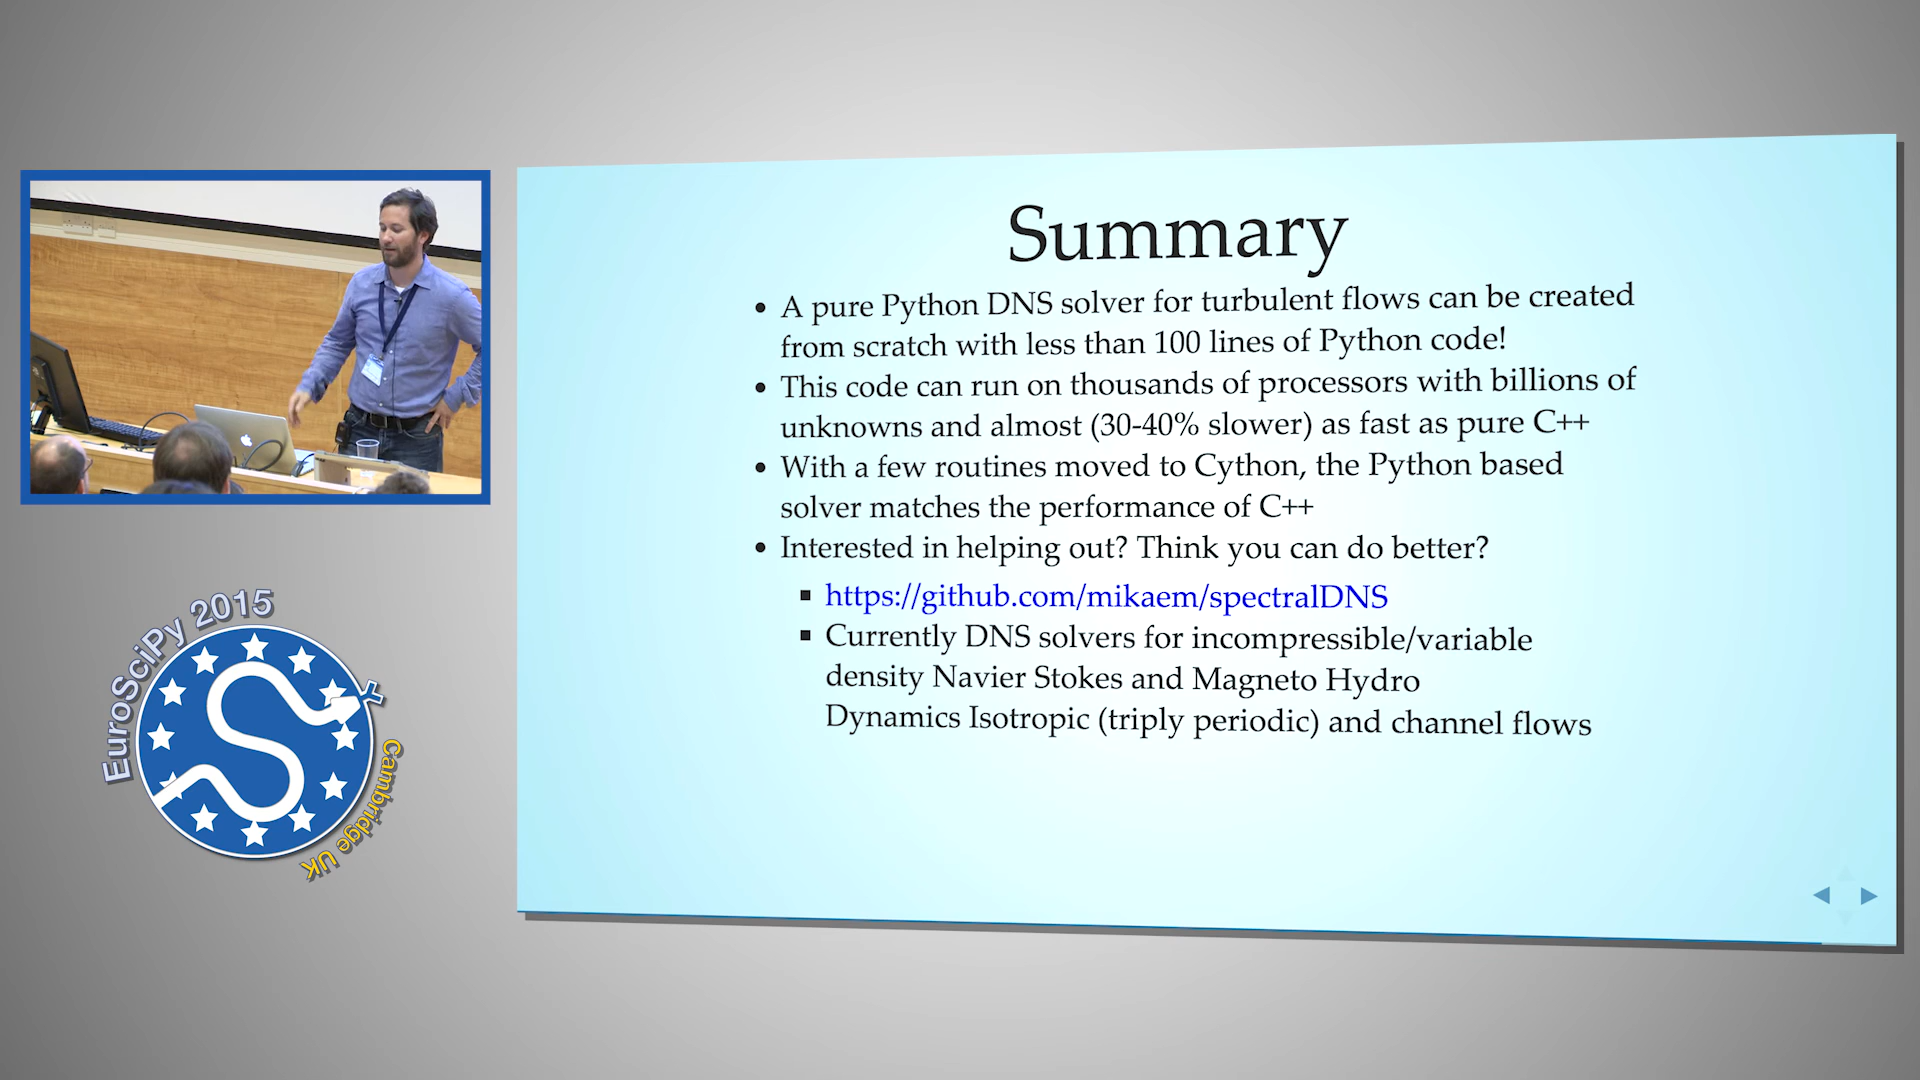 Summary
A pure Python DNS solver for turbulent flows can be created
from scratch with less than 100 lines of Python code!
This code can run on thousands of processors with billions of
unknowns and almost (30-40% slower) as fast as pure C++
With a few routines moved to Cython, the Python based
solver matches the performance of C++
Interested in helping out? Think you can do better?
https://github.com/mikaem/spectralDNS
Currently DNS solvers for incompressible/variable
density Navier Stokes and Magneto Hydro
Dynamics Isotropic (triply periodic) and channel flows
EuroSciPy 2015
Cambridge UK